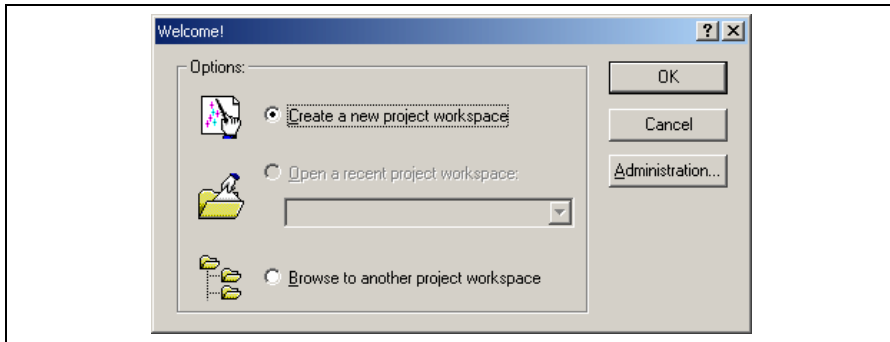 Welcome!
Options:
Create a new project workspace
Open a recent project workspace:
Browse to another project workspace
OK
Cancel
Administration...